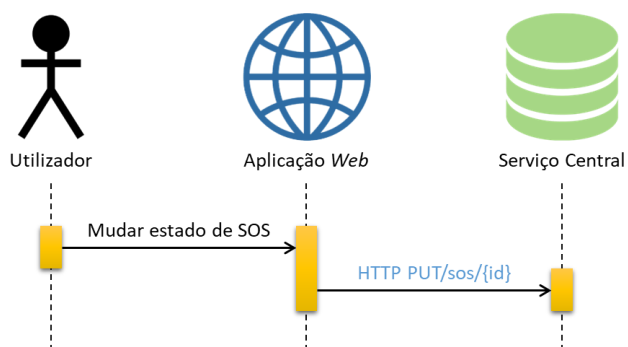 Utilizador
Aplicação Web
Serviço Central
Mudar estado de SOS
HTTP PUT/sos/{id}